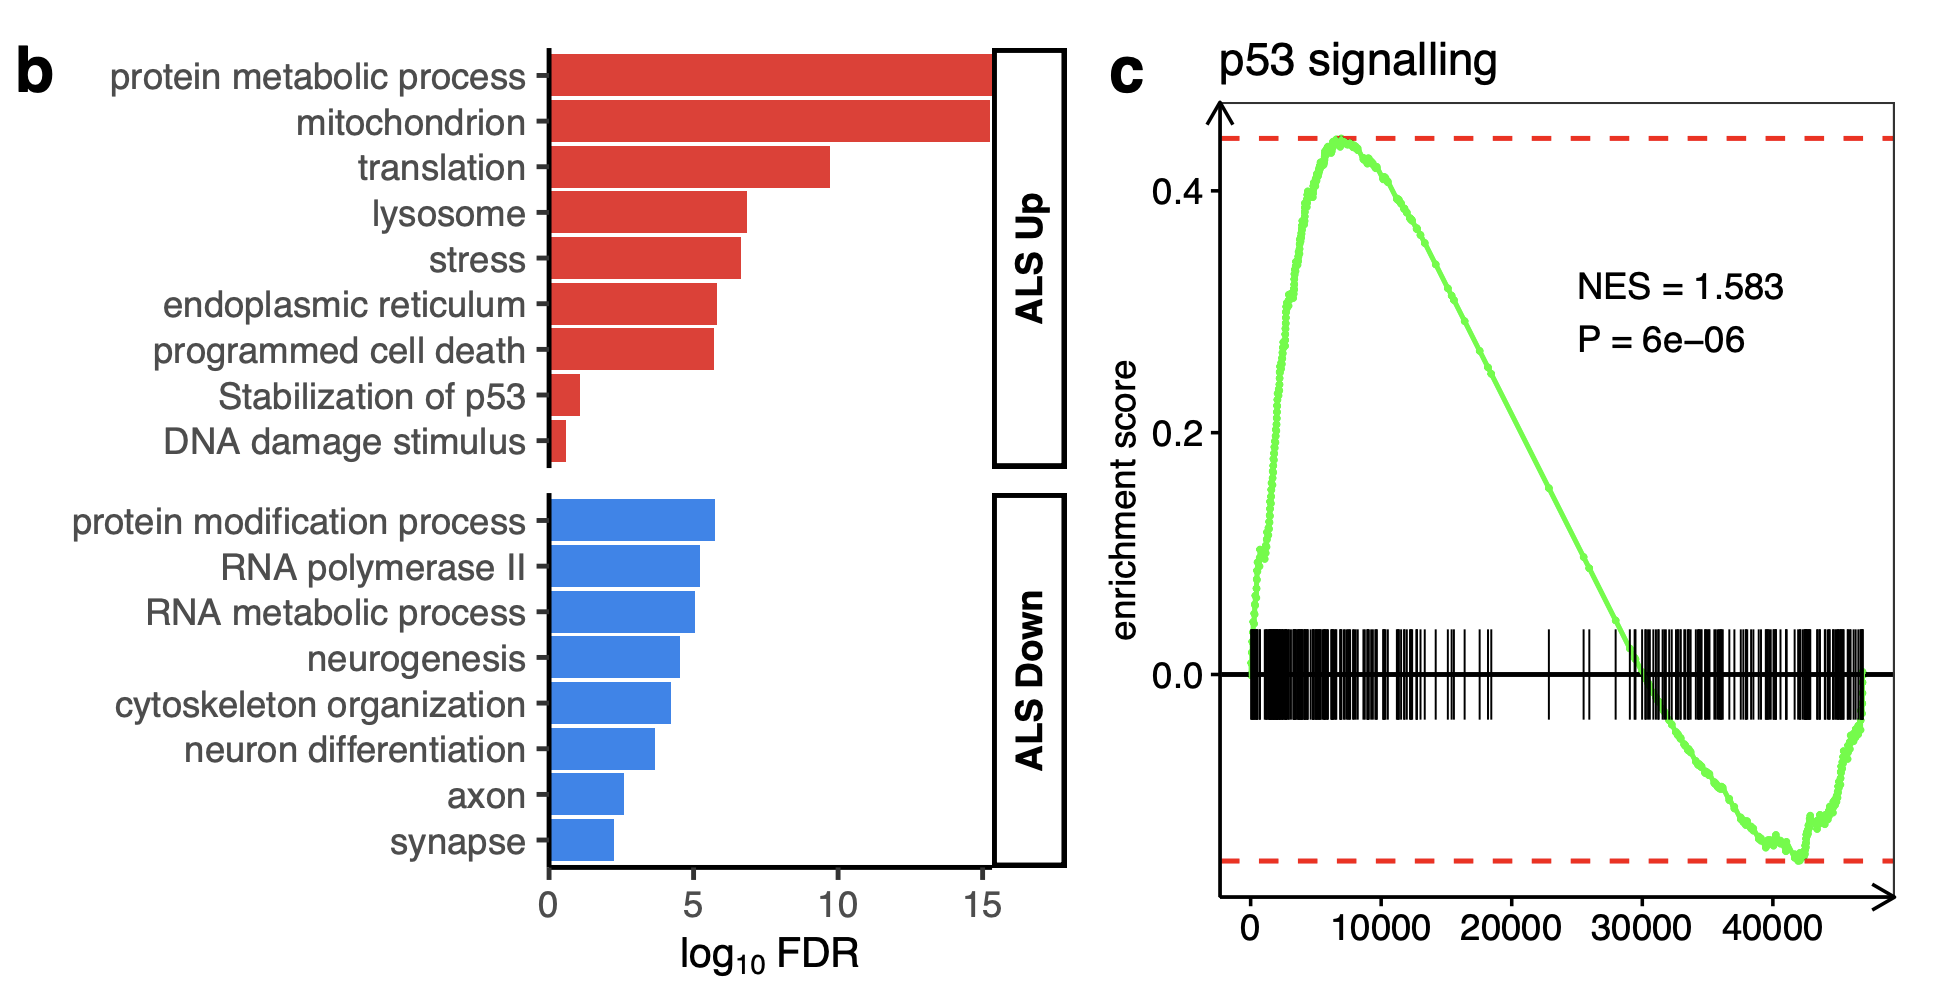 b
protein metabolic process
mitochondrion
translation
lysosome
stress
endoplasmic reticulum
programmed cell death
Stabilization of p53
DNA damage stimulus
ALS Up
protein modification process
RNA polymerase II
RNA metabolic process
neurogenesis
cytoskeleton organization
neuron differentiation
axon
synapse
ALS Down
0 5 10 15
log₁₀ FDR
c
p53 signalling
enrichment score
0.4
0.2
0.0
NES = 1.583
P = 6e−06
0 10000 20000 30000 40000